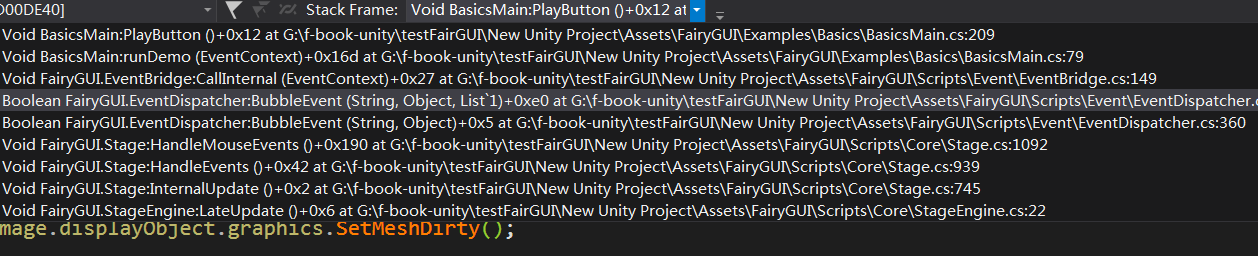 D00DE40] Stack Frame: Void BasicsMain:PlayButton ()+0x12 at
Void BasicsMain:PlayButton ()+0x12 at G:\f-book-unity\testFairGUI\New Unity Project\Assets\FairyGUI\Examples\Basics\BasicsMain.cs:209
Void BasicsMain:runDemo (EventContext)+0x16d at G:\f-book-unity\testFairGUI\New Unity Project\Assets\FairyGUI\Examples\Basics\BasicsMain.cs:79
Void FairyGUI.EventBridge:CallInternal (EventContext)+0x27 at G:\f-book-unity\testFairGUI\New Unity Project\Assets\FairyGUI\Scripts\Event\EventBridge.cs:149
Boolean FairyGUI.EventDispatcher:BubbleEvent (String, Object, List`1)+0xe0 at G:\f-book-unity\testFairGUI\New Unity Project\Assets\FairyGUI\Scripts\Event\EventDispatcher.c
Boolean FairyGUI.EventDispatcher:BubbleEvent (String, Object)+0x5 at G:\f-book-unity\testFairGUI\New Unity Project\Assets\FairyGUI\Scripts\Event\EventDispatcher.cs:360
Void FairyGUI.Stage:HandleMouseEvents ()+0x190 at G:\f-book-unity\testFairGUI\New Unity Project\Assets\FairyGUI\Scripts\Core\Stage.cs:1092
Void FairyGUI.Stage:HandleEvents ()+0x42 at G:\f-book-unity\testFairGUI\New Unity Project\Assets\FairyGUI\Scripts\Core\Stage.cs:939
Void FairyGUI.Stage:InternalUpdate ()+0x2 at G:\f-book-unity\testFairGUI\New Unity Project\Assets\FairyGUI\Scripts\Core\Stage.cs:745
Void FairyGUI.StageEngine:LateUpdate ()+0x6 at G:\f-book-unity\testFairGUI\New Unity Project\Assets\FairyGUI\Scripts\Core\StageEngine.cs:22
mage.displayObject.graphics.SetMeshDirty();